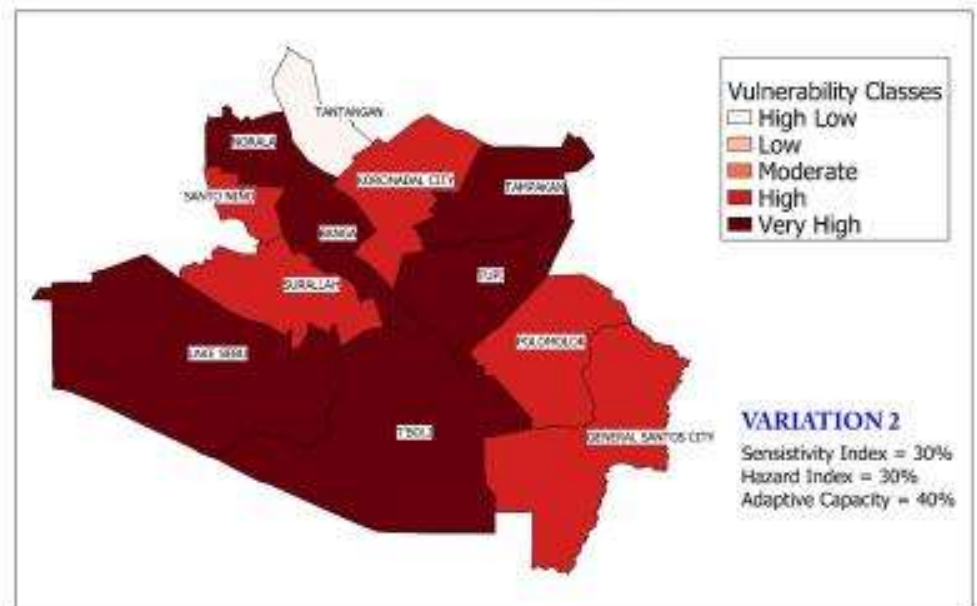 TANTANGAN
NORALA
KORONADAL CITY
TAMPAKAN
SANTO NIÑO
BANGA
TUPI
SURALLAH
POLOMOLOK
LAKE SEBU
T'BOLI
GENERAL SANTOS CITY
Vulnerability Classes
High Low
Low
Moderate
High
Very High
VARIATION 2
Sensistivity Index = 30%
Hazard Index = 30%
Adaptive Capacity = 40%